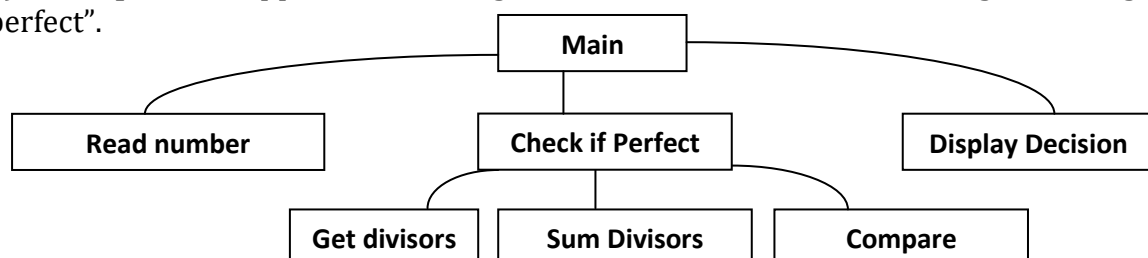 perfect”.
Main
Read number
Check if Perfect
Display Decision
Get divisors
Sum Divisors
Compare